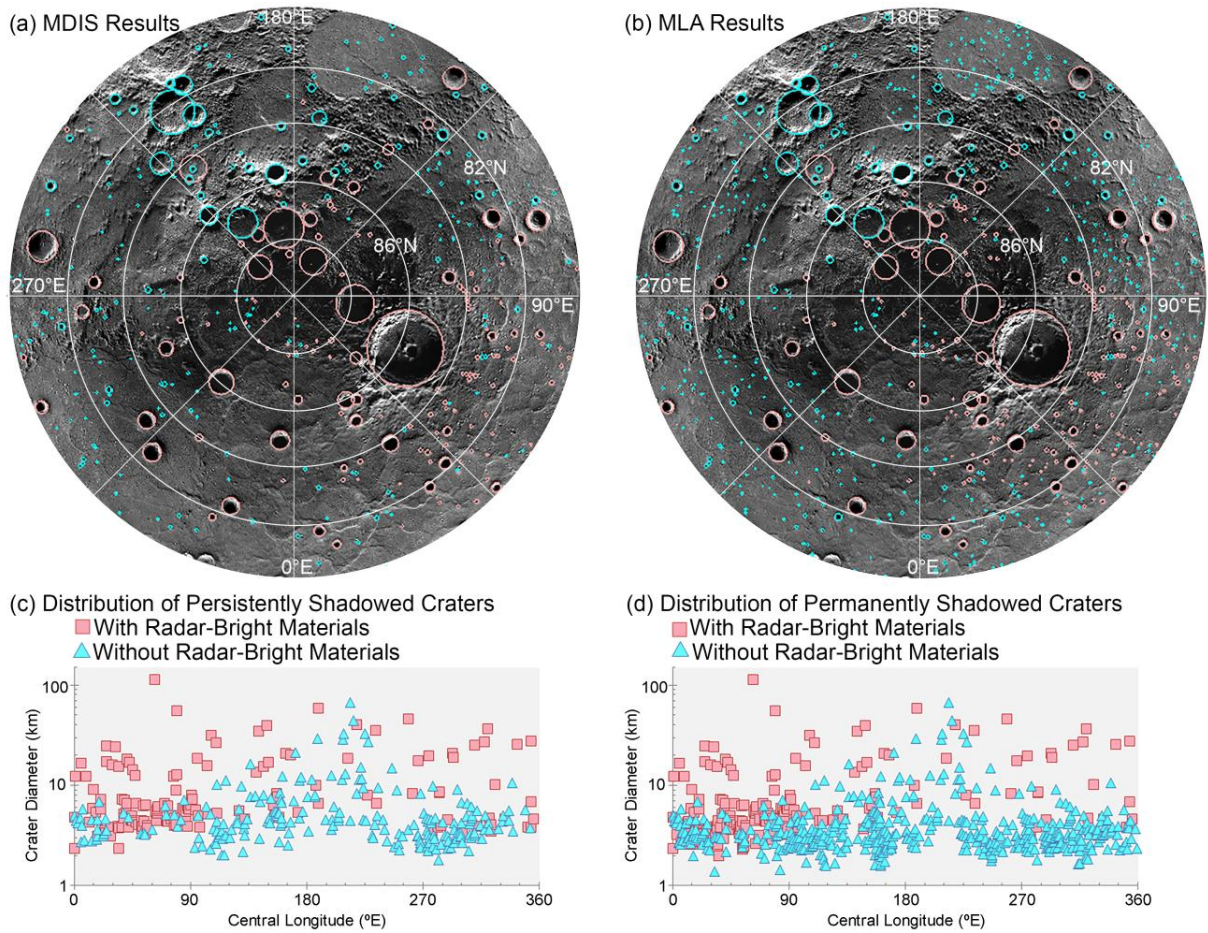 (a) MDIS Results
180°E
82°N
86°N
270°E
90°E
0°E
(b) MLA Results
180°E
82°N
86°N
270°E
90°E
0°E
(c) Distribution of Persistently Shadowed Craters
With Radar-Bright Materials
Without Radar-Bright Materials
Crater Diameter (km)
100
10
1
0 90 180 270 360
Central Longitude (ºE)
(d) Distribution of Permanently Shadowed Craters
With Radar-Bright Materials
Without Radar-Bright Materials
Crater Diameter (km)
100
10
1
0 90 180 270 360
Central Longitude (ºE)